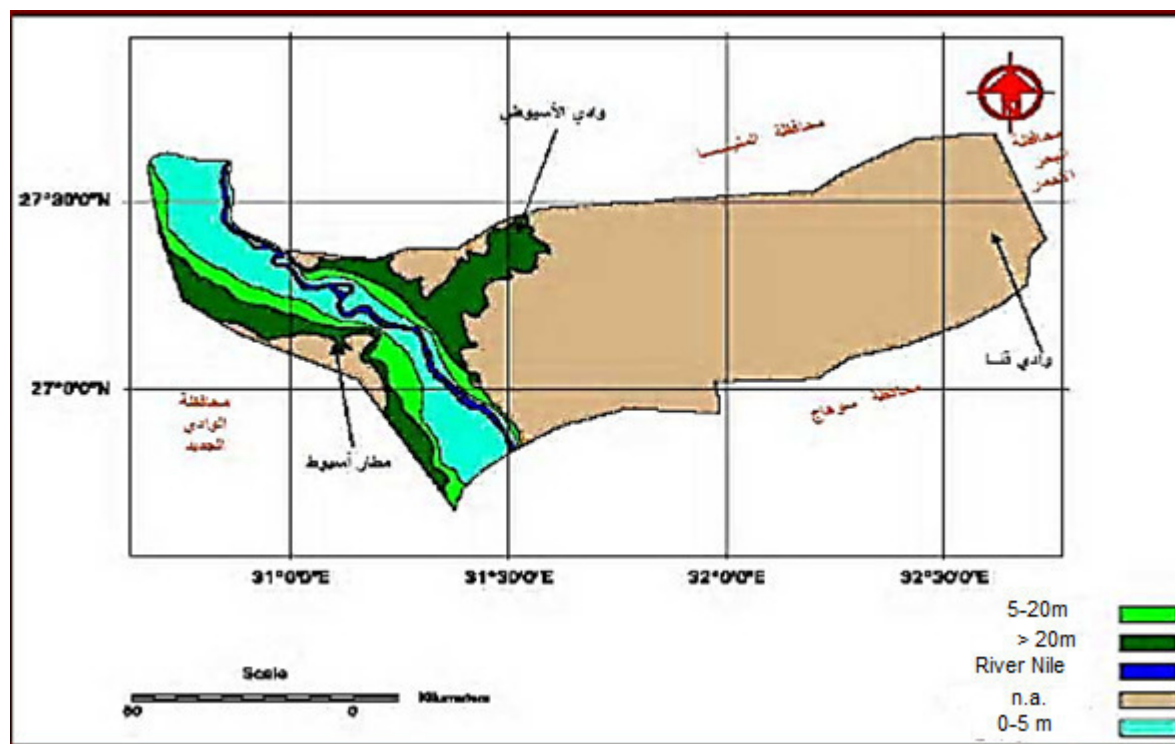 وادي الأسيوطي
محافظة المنيا
محافظة
البحر
الاحمر
27°30'0"N
27°0'0"N
وادي قنا
محافظة سوهاج
محافظة
الوادي
الجديد
مطار أسيوط
31°0'0"E
31°30'0"E
32°0'0"E
32°30'0"E
5-20m
> 20m
River Nile
n.a.
0-5 m
Scale
60
0
Kilometers